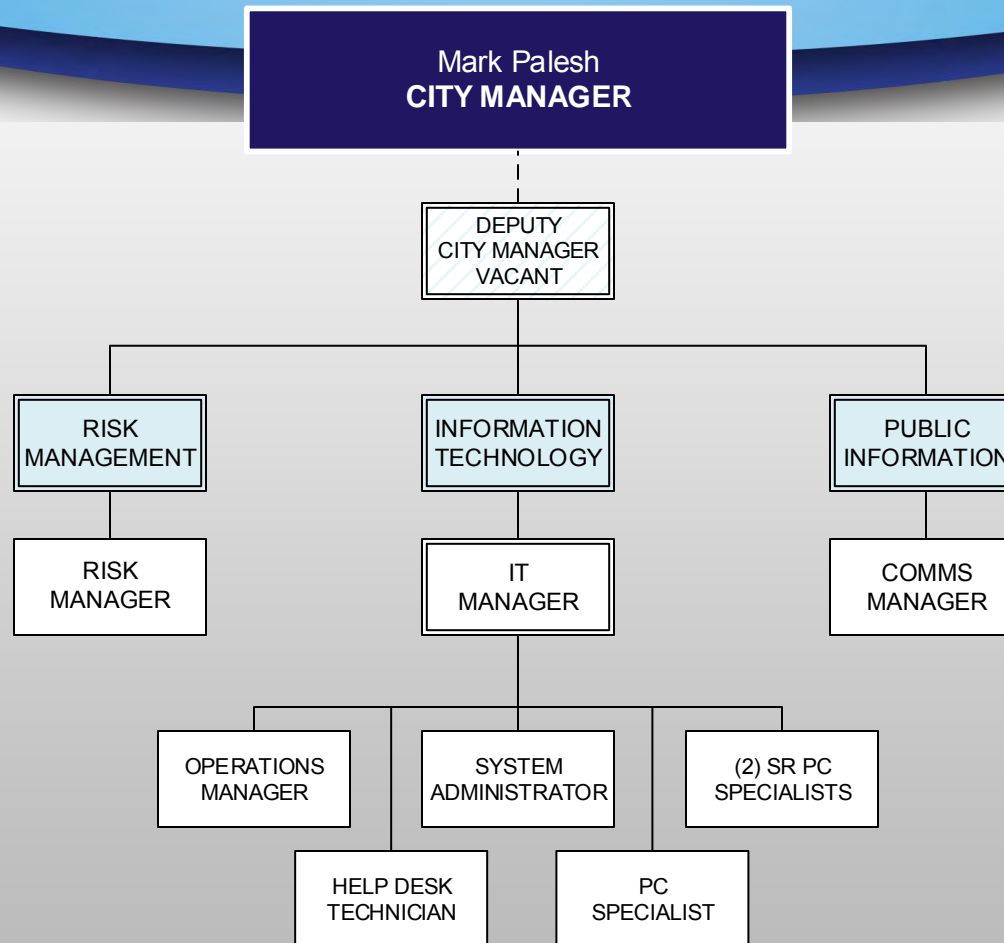 Mark Palesh
CITY MANAGER
DEPUTY
CITY MANAGER
VACANT
RISK
MANAGEMENT
INFORMATION
TECHNOLOGY
PUBLIC
INFORMATION
RISK
MANAGER
IT
MANAGER
COMMS
MANAGER
OPERATIONS
MANAGER
SYSTEM
ADMINISTRATOR
(2) SR PC
SPECIALISTS
HELP DESK
TECHNICIAN
PC
SPECIALIST